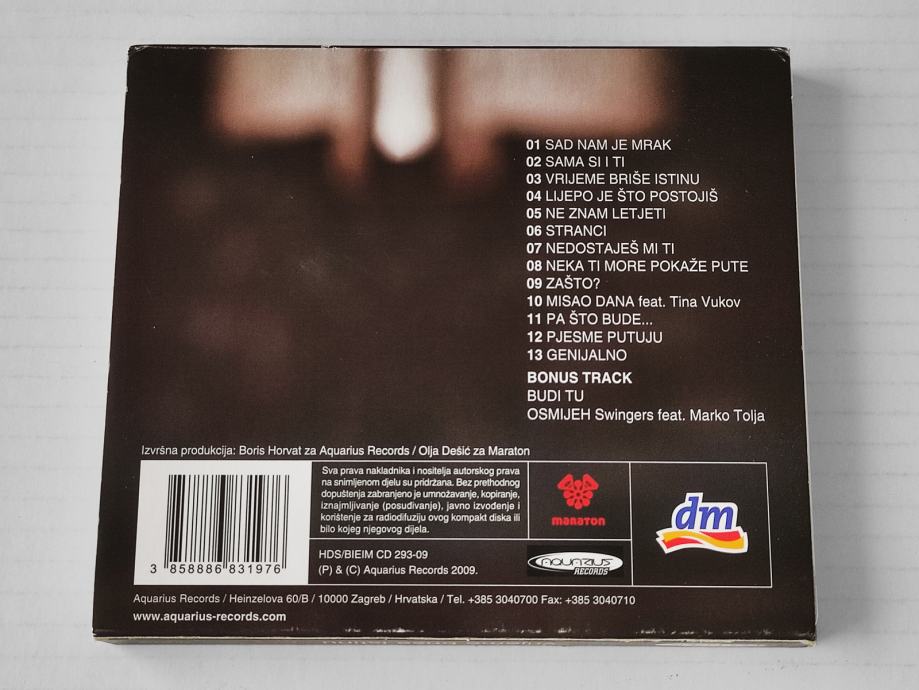 01 SAD NAM JE MRAK
02 SAMA SI I TI
03 VRIJEME BRIŠE ISTINU
04 LIJEPO JE ŠTO POSTOJIŠ
05 NE ZNAM LETJETI
06 STRANCI
07 NEDOSTAJEŠ MI TI
08 NEKA TI MORE POKAŽE PUTE
09 ZAŠTO?
10 MISAO DANA feat. Tina Vukov
11 PA ŠTO BUDE...
12 PJESME PUTUJU
13 GENIJALNO
BONUS TRACK
BUDI TU
OSMIJEH Swingers feat. Marko Tolja
Izvršna produkcija: Boris Horvat za Aquarius Records / Olja Dešić za Maraton
3 858886 831976
Sva prava nakladnika i nositelja autorskog prava
na snimljenom djelu su pridržana. Bez prethodnog
dopuštenja zabranjeno je umnožavanje, kopiranje,
iznajmljivanje (posuđivanje), javno izvođenje i
korištenje za radiodifuziju ovog kompakt diska ili
bilo kojeg njegovog dijela.
HDS/BIEIM CD 293-09
(P) & (C) Aquarius Records 2009.
maraton
AQUARIUS
RECORDS
dm
Aquarius Records / Heinzelova 60/B / 10000 Zagreb / Hrvatska / Tel. +385 3040700 Fax: +385 3040710
www.aquarius-records.com